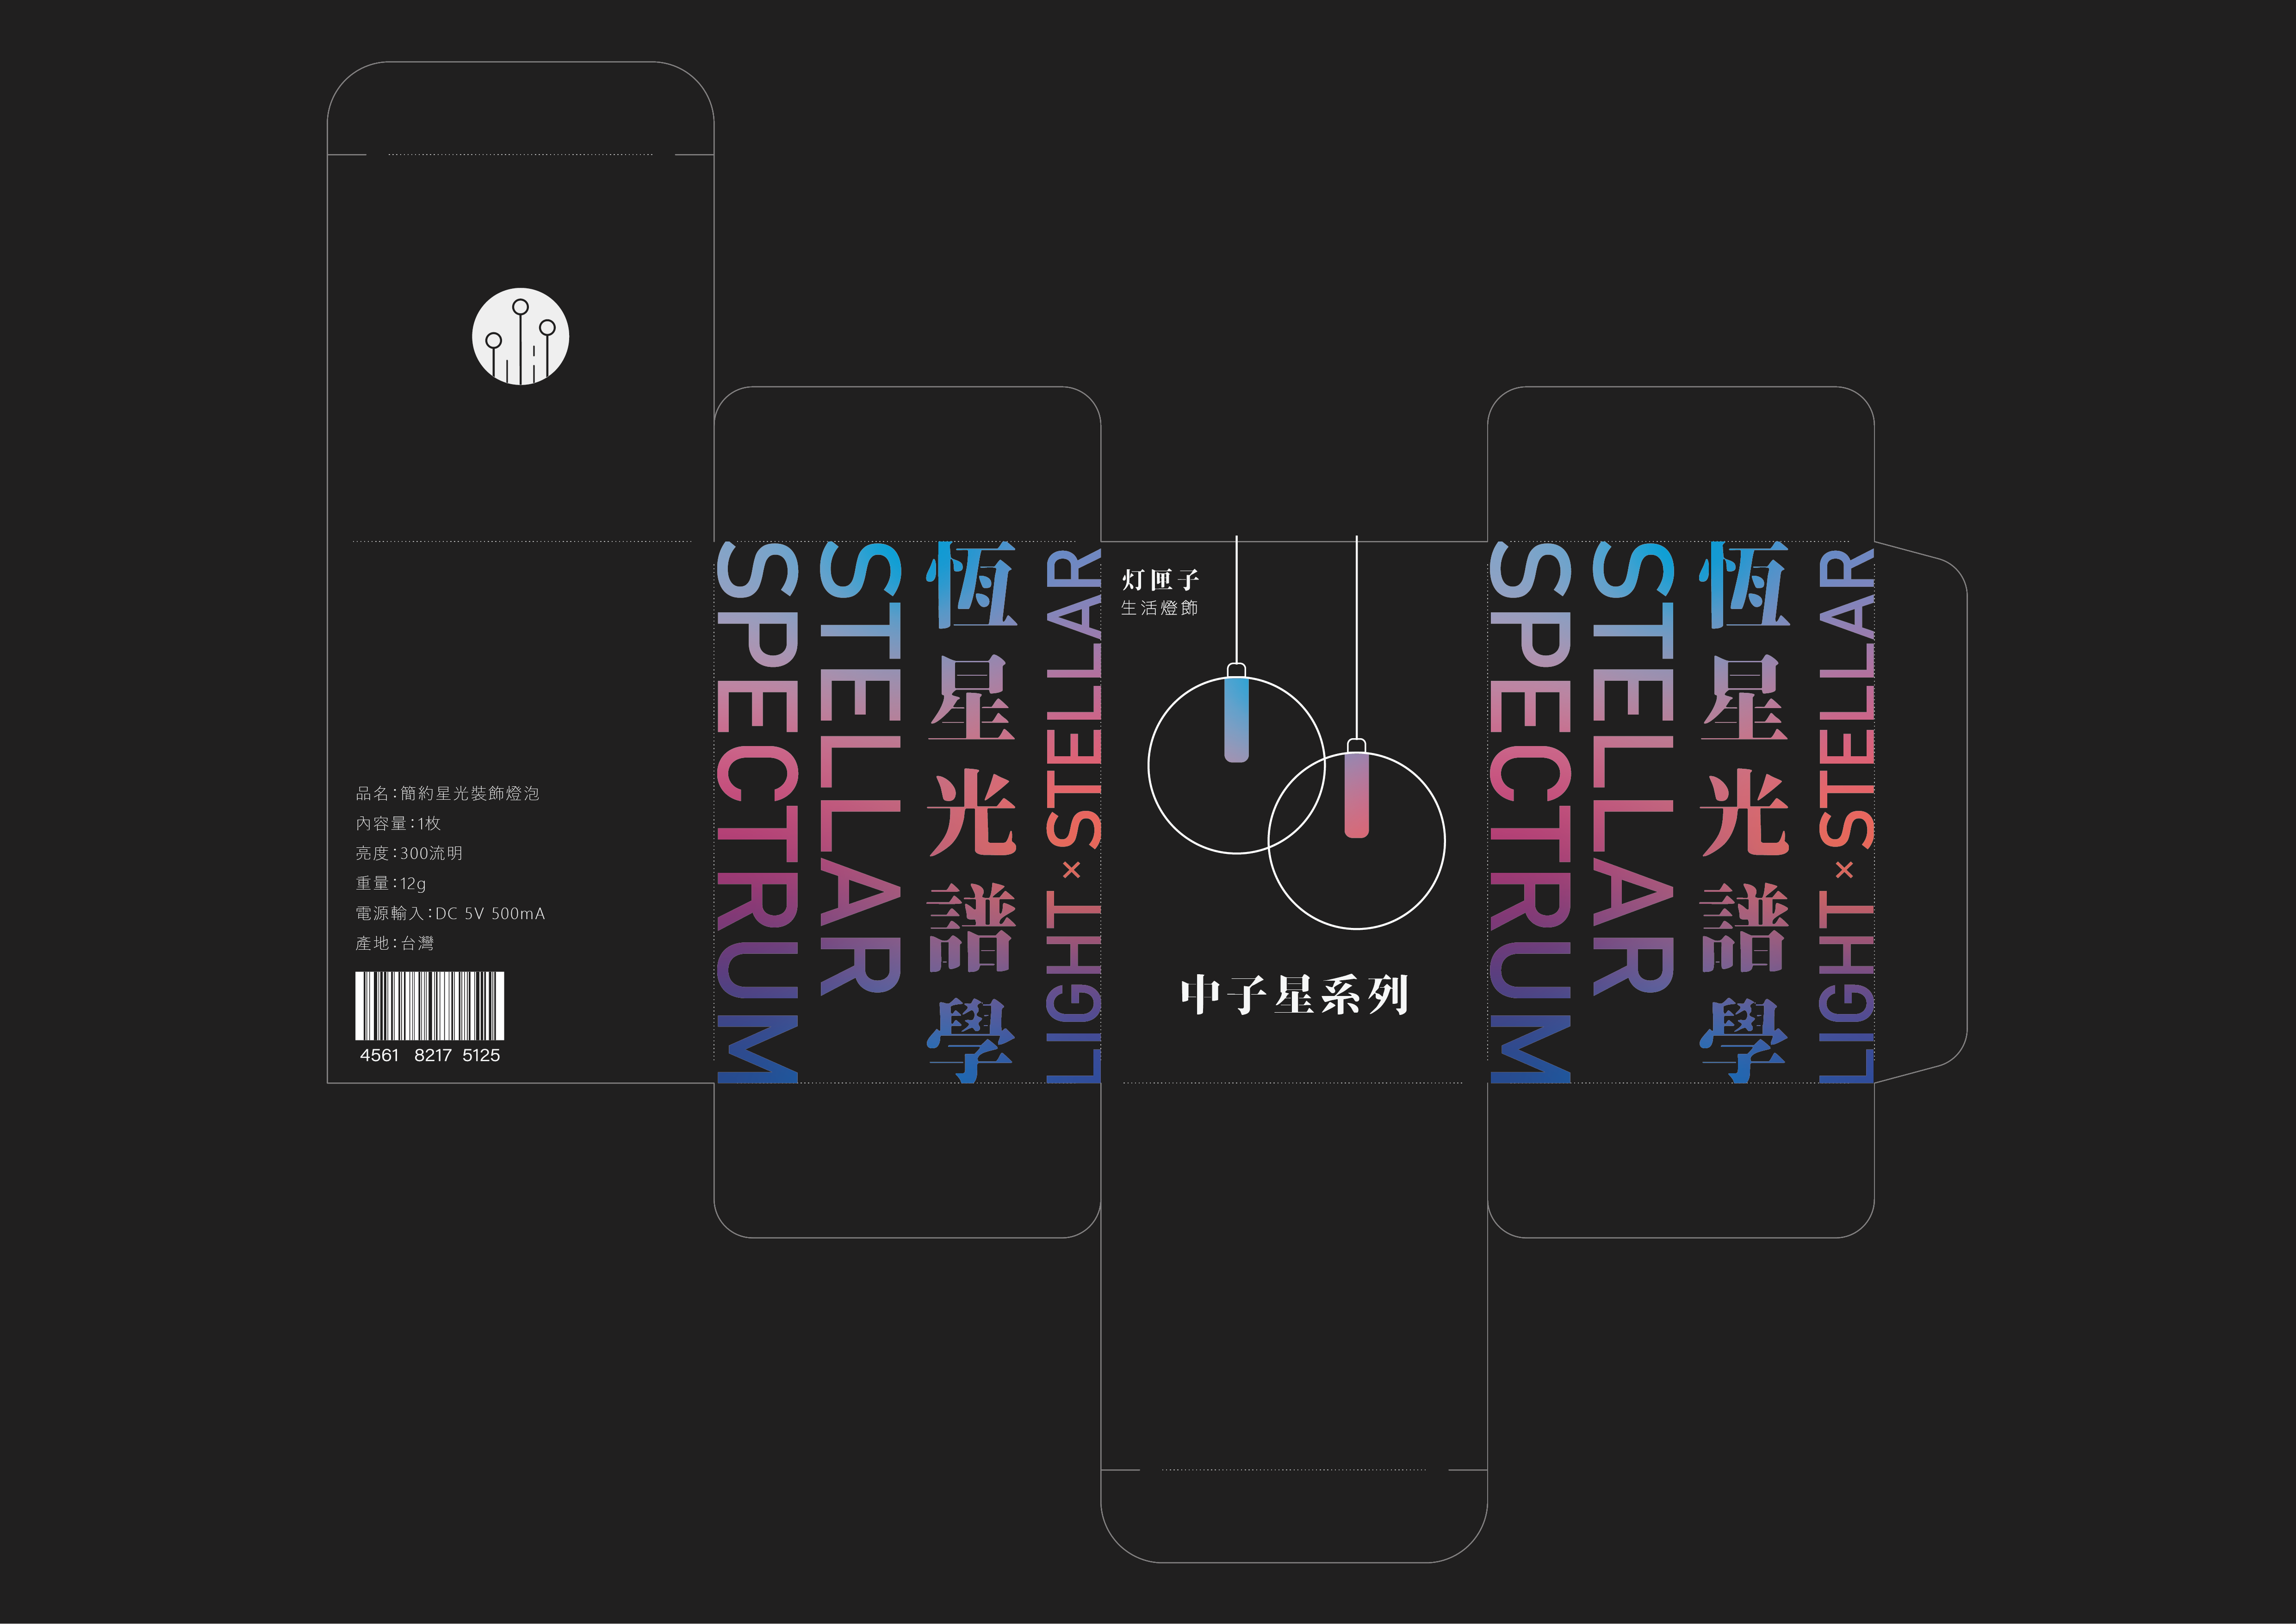 品名：簡約星光裝飾燈泡
內容量：1枚
亮度：300流明
重量：12g
電源輸入：DC 5V 500mA
產地：台灣
4561 8217 5125
SPECTRUM
STELLAR
恆星光譜學
LIGHT × STELLAR
灯匣子
生活燈飾
中子星系列
SPECTRUM
STELLAR
恆星光譜學
LIGHT × STELLAR